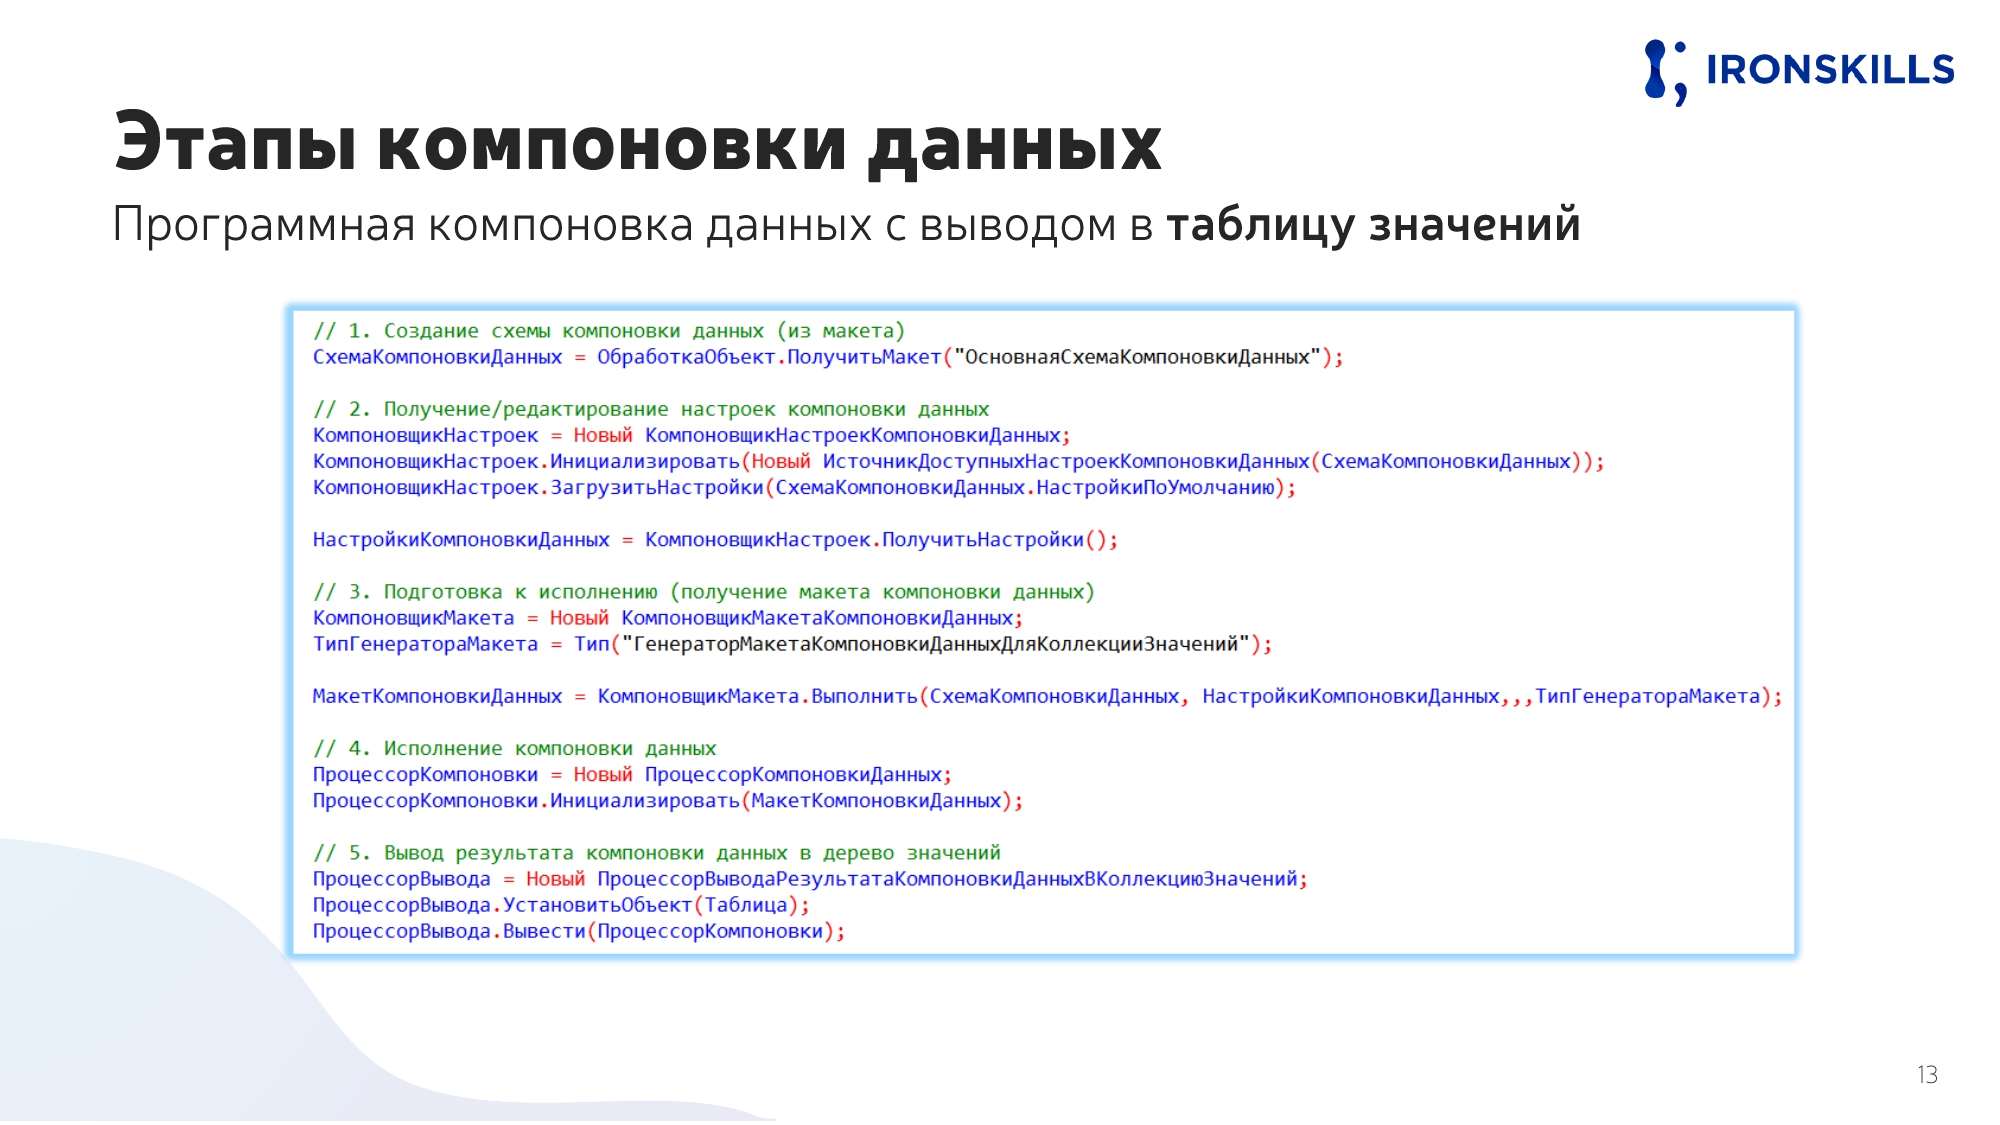 IRONSKILLS
Этапы компоновки данных
Программная компоновка данных с выводом в таблицу значений
// 1. Создание схемы компоновки данных (из макета)
СхемаКомпоновкиДанных = ОбработкаОбъект.ПолучитьМакет("ОсновнаяСхемаКомпоновкиДанных");
// 2. Получение/редактирование настроек компоновки данных
КомпоновщикНастроек = Новый КомпоновщикНастроекКомпоновкиДанных;
КомпоновщикНастроек.Инициализировать(Новый ИсточникДоступныхНастроекКомпоновкиДанных(СхемаКомпоновкиДанных));
КомпоновщикНастроек.ЗагрузитьНастройки(СхемаКомпоновкиДанных.НастройкиПоУмолчанию);
НастройкиКомпоновкиДанных = КомпоновщикНастроек.ПолучитьНастройки();
// 3. Подготовка к исполнению (получение макета компоновки данных)
КомпоновщикМакета = Новый КомпоновщикМакетаКомпоновкиДанных;
ТипГенератораМакета = Тип("ГенераторМакетаКомпоновкиДанныхДляКоллекцииЗначений");
МакетКомпоновкиДанных = КомпоновщикМакета.Выполнить(СхемаКомпоновкиДанных, НастройкиКомпоновкиДанных,,,ТипГенератораМакета);
// 4. Исполнение компоновки данных
ПроцессорКомпоновки = Новый ПроцессорКомпоновкиДанных;
ПроцессорКомпоновки.Инициализировать(МакетКомпоновкиДанных);
// 5. Вывод результата компоновки данных в дерево значений
ПроцессорВывода = Новый ПроцессорВыводаРезультатаКомпоновкиДанныхВКоллекциюЗначений;
ПроцессорВывода.УстановитьОбъект(Таблица);
ПроцессорВывода.Вывести(ПроцессорКомпоновки);
13